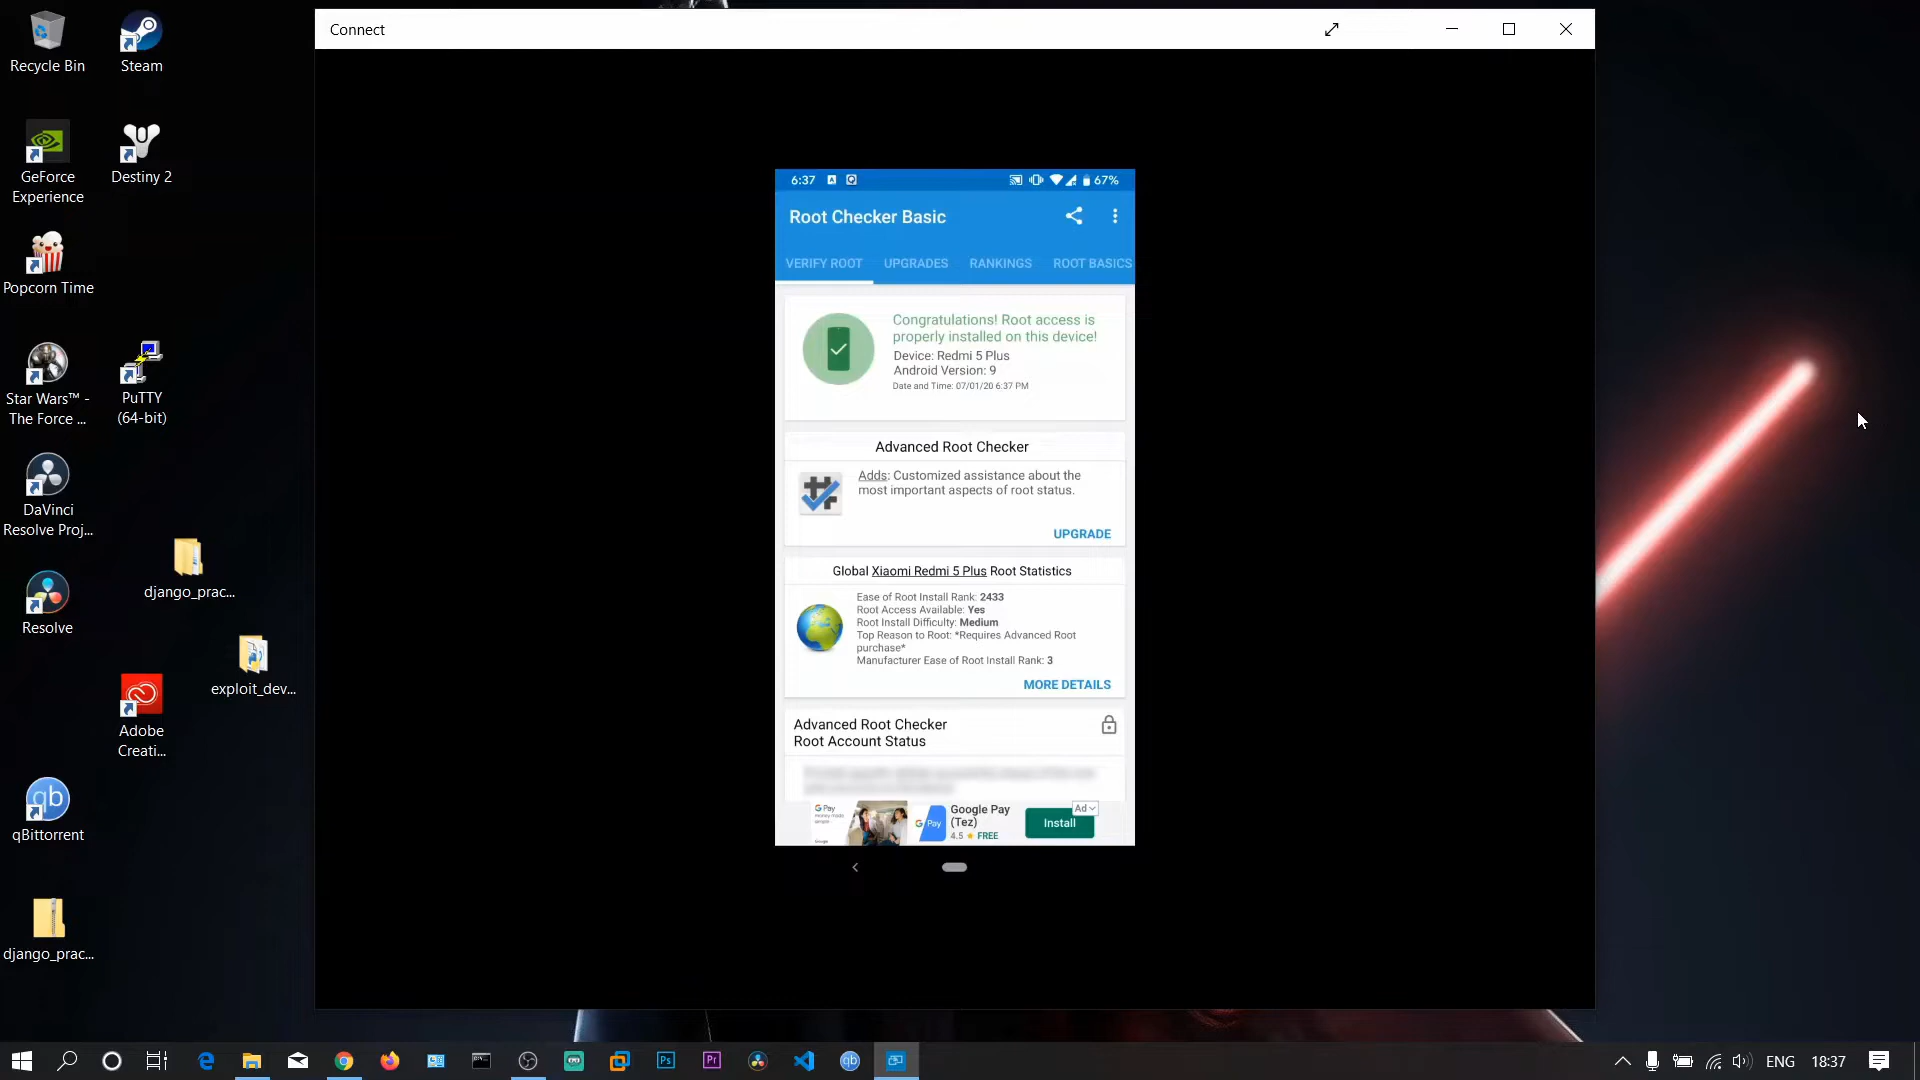 Recycle Bin
Steam
GeForce
Experience
Destiny 2
Popcorn Time
Star Wars™ -
The Force ...
PuTTY
(64-bit)
DaVinci
Resolve Proj...
django_prac...
Resolve
exploit_dev...
Adobe
Creati...
qBittorrent
django_prac...
Connect
6:37
67%
Root Checker Basic
VERIFY ROOT
UPGRADES
RANKINGS
ROOT BASICS
Congratulations! Root access is
properly installed on this device!
Device: Redmi 5 Plus
Android Version: 9
Date and Time: 07/01/20 6:37 PM
Advanced Root Checker
Adds: Customized assistance about the
most important aspects of root status.
UPGRADE
Global Xiaomi Redmi 5 Plus Root Statistics
Ease of Root Install Rank: 2433
Root Access Available: Yes
Root Install Difficulty: Medium
Top Reason to Root: *Requires Advanced Root
purchase*
Manufacturer Ease of Root Install Rank: 3
MORE DETAILS
Advanced Root Checker
Root Account Status
G Pay
Money made
simple
Google
G Pay
Google Pay
(Tez)
4.5 ★ FREE
Ad
Install
ENG
18:37